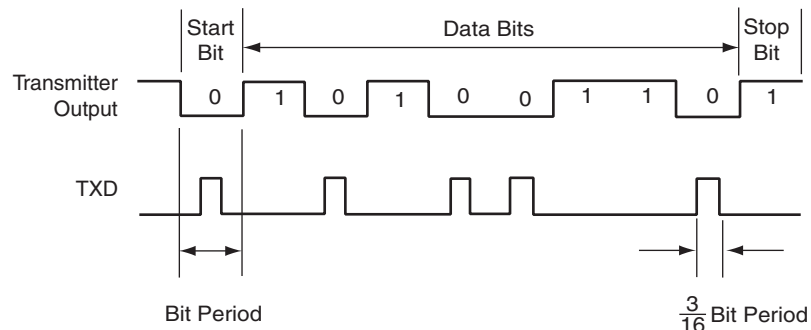 Start
Bit
Data Bits
Stop
Bit
Transmitter
Output
0 1 0 1 0 0 1 1 0 1
TXD
Bit Period
3/16 Bit Period